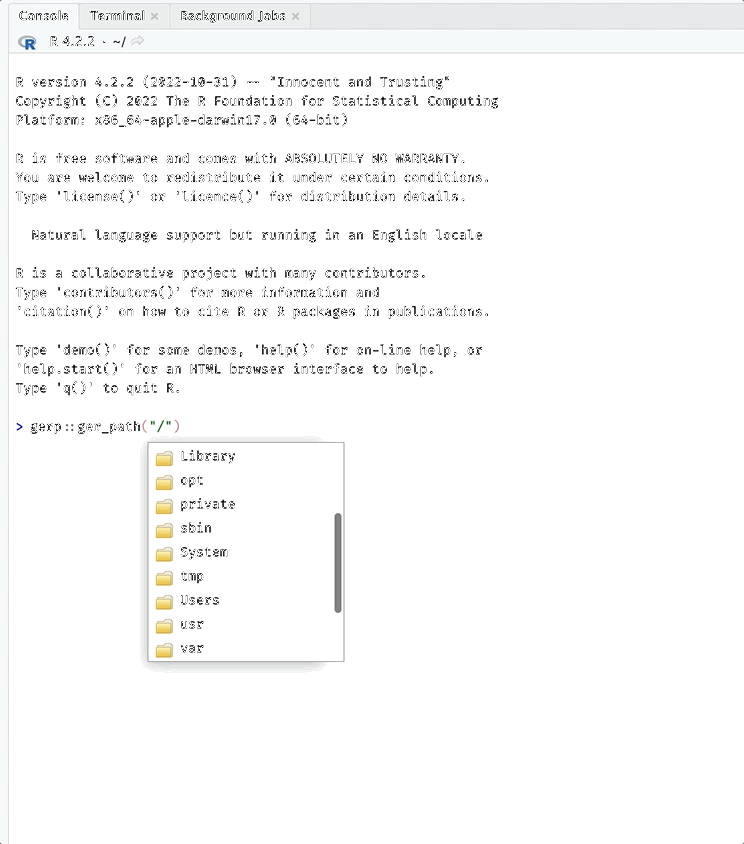 Console Terminal × Background Jobs ×
R R 4.2.2 · ~/
R version 4.2.2 (2022-10-31) -- "Innocent and Trusting"
Copyright (C) 2022 The R Foundation for Statistical Computing
Platform: x86_64-apple-darwin17.0 (64-bit)
R is free software and comes with ABSOLUTELY NO WARRANTY.
You are welcome to redistribute it under certain conditions.
Type 'license()' or 'licence()' for distribution details.
Natural language support but running in an English locale
R is a collaborative project with many contributors.
Type 'contributors()' for more information and
'citation()' on how to cite R or R packages in publications.
Type 'demo()' for some demos, 'help()' for on-line help, or
'help.start()' for an HTML browser interface to help.
Type 'q()' to quit R.
> gerp::ger_path("/")
Library
opt
private
sbin
System
tmp
Users
usr
var